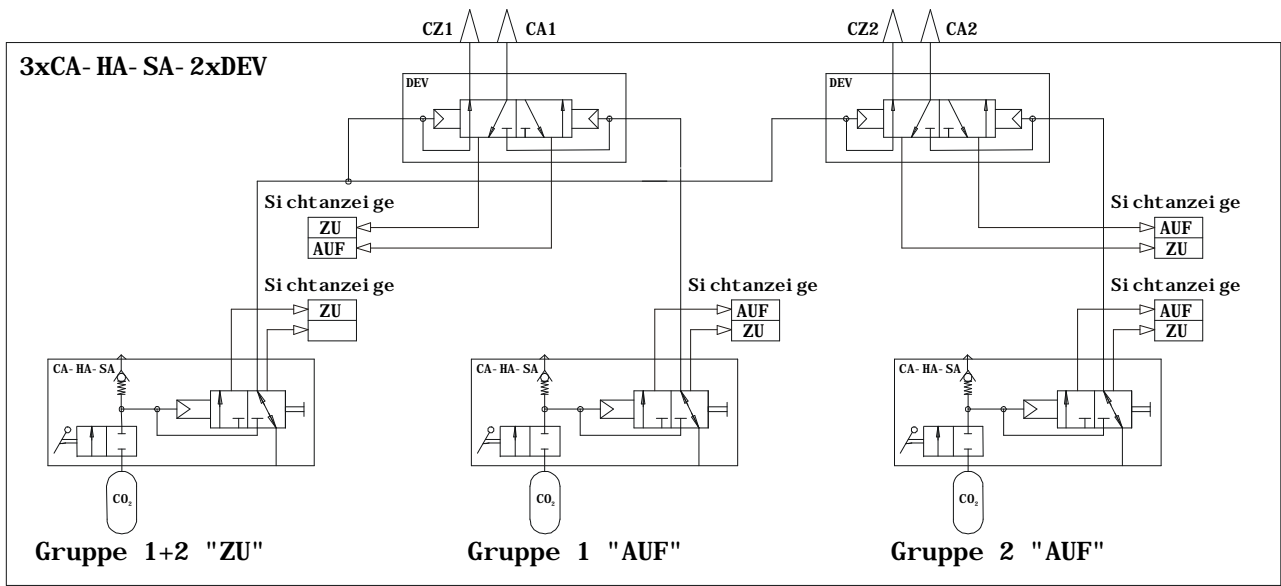 CZ1 CA1 CZ2 CA2
3xCA-HA-SA-2xDEV
DEV
DEV
Sichtanzeige
ZU
AUF
Sichtanzeige
AUF
ZU
Sichtanzeige
ZU
Sichtanzeige
AUF
ZU
Sichtanzeige
AUF
ZU
CA-HA-SA
CA-HA-SA
CA-HA-SA
CO₂
CO₂
CO₂
Gruppe 1+2 "ZU"
Gruppe 1 "AUF"
Gruppe 2 "AUF"